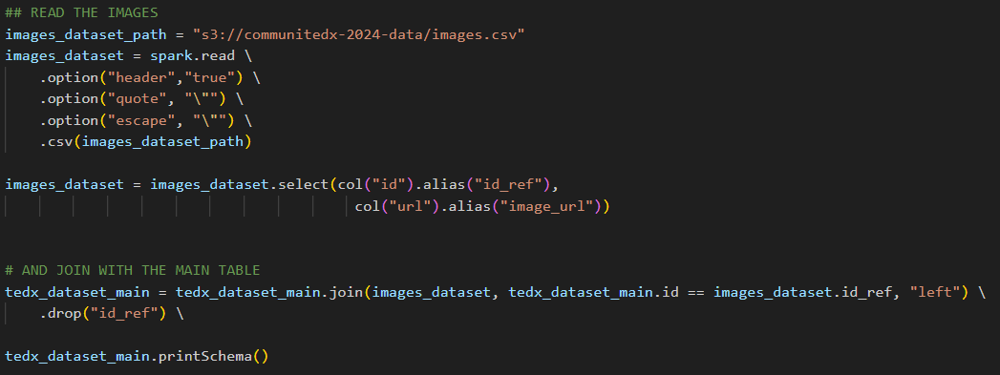 ## READ THE IMAGES
images_dataset_path = "s3://communitedx-2024-data/images.csv"
images_dataset = spark.read \
    .option("header","true") \
    .option("quote", "\"") \
    .option("escape", "\"") \
    .csv(images_dataset_path)

images_dataset = images_dataset.select(col("id").alias("id_ref"),
                                         col("url").alias("image_url"))


# AND JOIN WITH THE MAIN TABLE
tedx_dataset_main = tedx_dataset_main.join(images_dataset, tedx_dataset_main.id == images_dataset.id_ref, "left") \
    .drop("id_ref") \

tedx_dataset_main.printSchema()